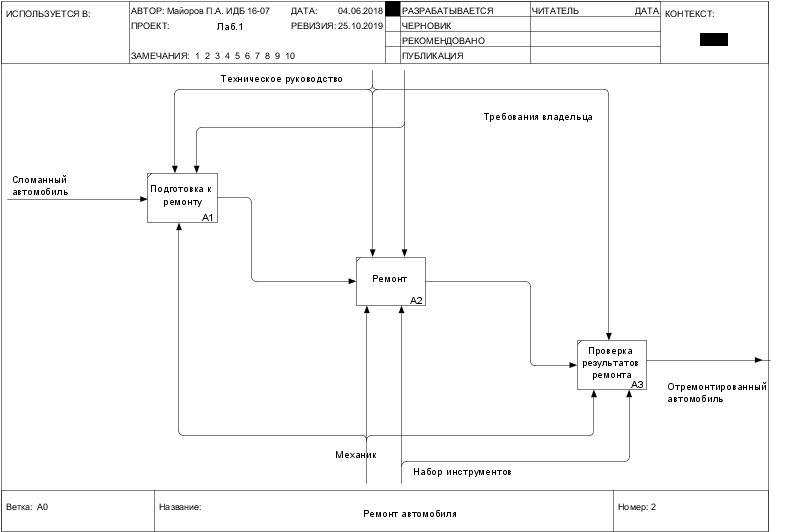 ИСПОЛЬЗУЕТСЯ В:
АВТОР: Майоров П.А. ИДБ 16-07
ДАТА: 04.06.2018
РАЗРАБАТЫВАЕТСЯ
ЧИТАТЕЛЬ
ДАТА
КОНТЕКСТ:
ПРОЕКТ: Лаб.1
РЕВИЗИЯ: 25.10.2019
ЧЕРНОВИК
РЕКОМЕНДОВАНО
ЗАМЕЧАНИЯ: 1 2 3 4 5 6 7 8 9 10
ПУБЛИКАЦИЯ
Техническое руководство
Требования владельца
Сломанный
автомобиль
Подготовка к
ремонту
A1
Ремонт
A2
Проверка
результатов
ремонта
A3
Отремонтированный
автомобиль
Механик
Набор инструментов
Ветка: A0
Название:
Ремонт автомобиля
Номер: 2